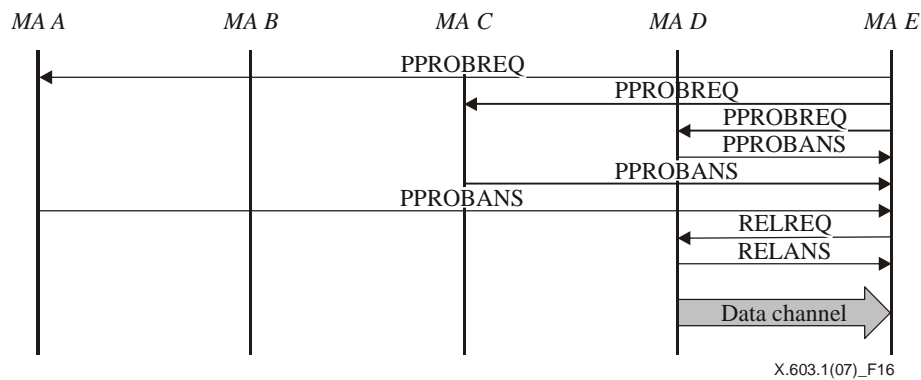 MA A MA B MA C MA D MA E
PPROBREQ
PPROBREQ
PPROBREQ
PPROBANS
PPROBANS
PPROBANS
RELREQ
RELANS
Data channel
X.603.1(07)_F16